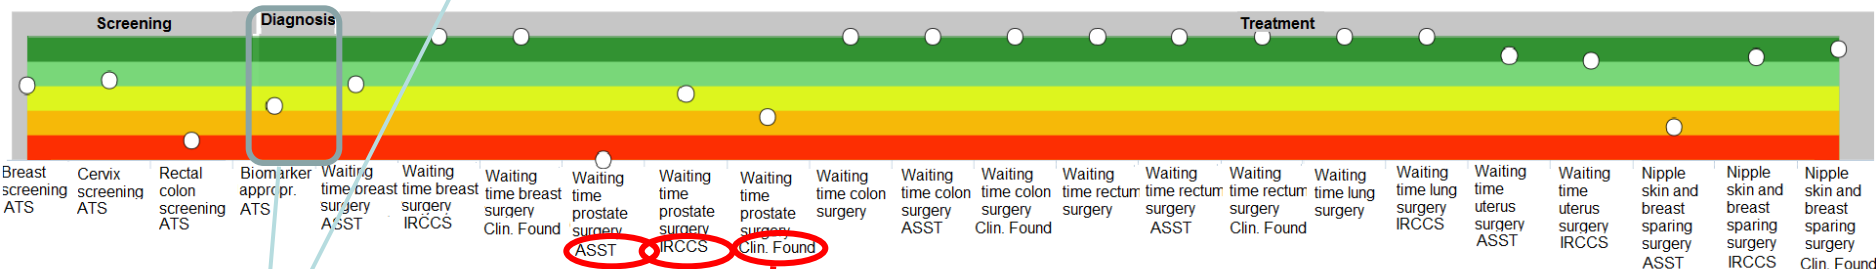 Screening
Diagnosis
Treatment
Breast
screening
ATS
Cervix
screening
ATS
Rectal
colon
screening
ATS
Biomarker
appropr.
ATS
Waiting
time breast
surgery
ASST
Waiting
time breast
surgery
IRCCS
Waiting
time breast
surgery
Clin. Found
Waiting
time
prostate
surgery
ASST
Waiting
time
prostate
surgery
IRCCS
Waiting
time
prostate
surgery
Clin. Found
Waiting
time colon
surgery
Waiting
time colon
surgery
ASST
Waiting
time colon
surgery
Clin. Found
Waiting
time rectum
surgery
Waiting
time rectum
surgery
ASST
Waiting
time rectum
surgery
Clin. Found
Waiting
time lung
surgery
Waiting
time lung
surgery
IRCCS
Waiting
time
uterus
surgery
ASST
Waiting
time
uterus
surgery
IRCCS
Nipple
skin and
breast
sparing
surgery
ASST
Nipple
skin and
breast
sparing
surgery
IRCCS
Nipple
skin and
breast
sparing
surgery
Clin. Found